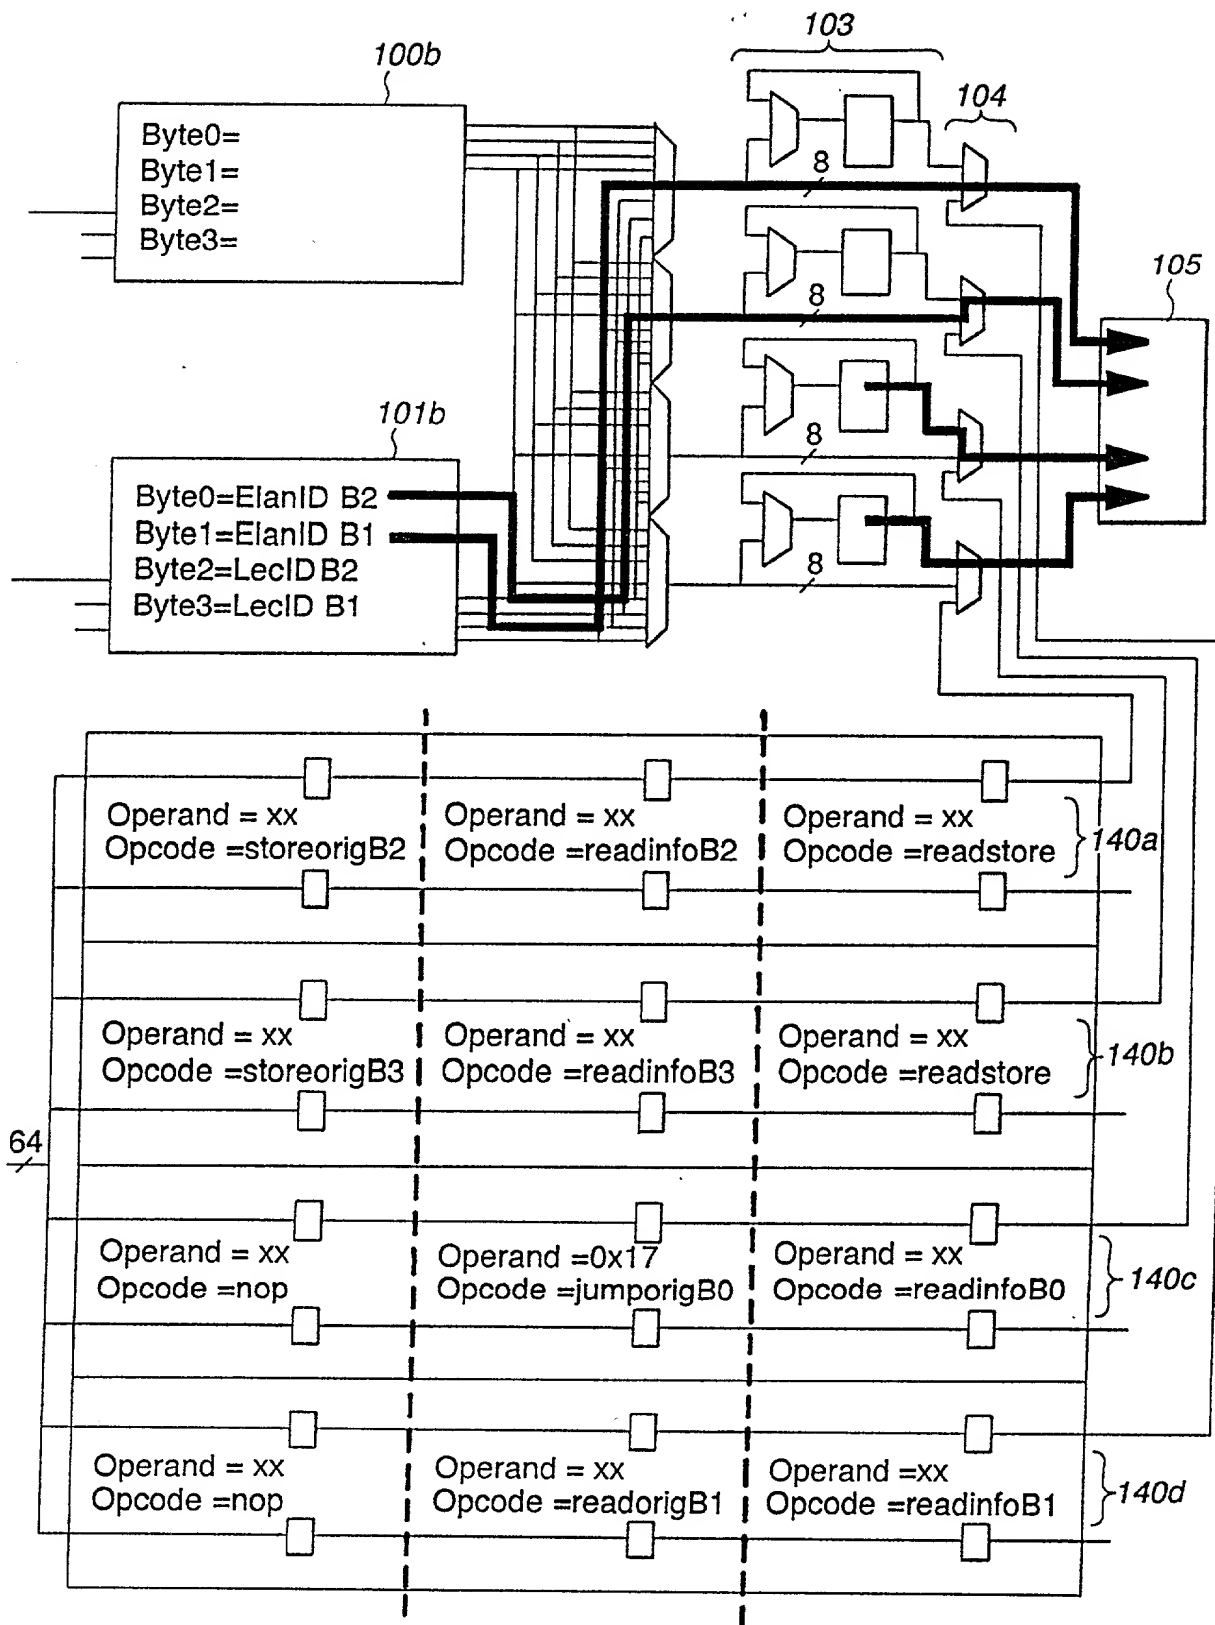 103
100b
104
Byte0=
Byte1=
Byte2=
Byte3=
8
105
8
101b
8
Byte0=ElanID B2
Byte1=ElanID B1
Byte2=LecID B2
Byte3=LecID B1
8
Operand = xx
Opcode =storeorigB2
Operand = xx
Opcode =readinfoB2
Operand = xx
Opcode =readstore
140a
Operand = xx
Opcode =storeorigB3
Operand = xx
Opcode =readinfoB3
Operand = xx
Opcode =readstore
140b
64
Operand = xx
Opcode =nop
Operand =0x17
Opcode =jumporigB0
Operand = xx
Opcode =readinfoB0
140c
Operand = xx
Opcode =nop
Operand = xx
Opcode =readorigB1
Operand =xx
Opcode =readinfoB1
140d